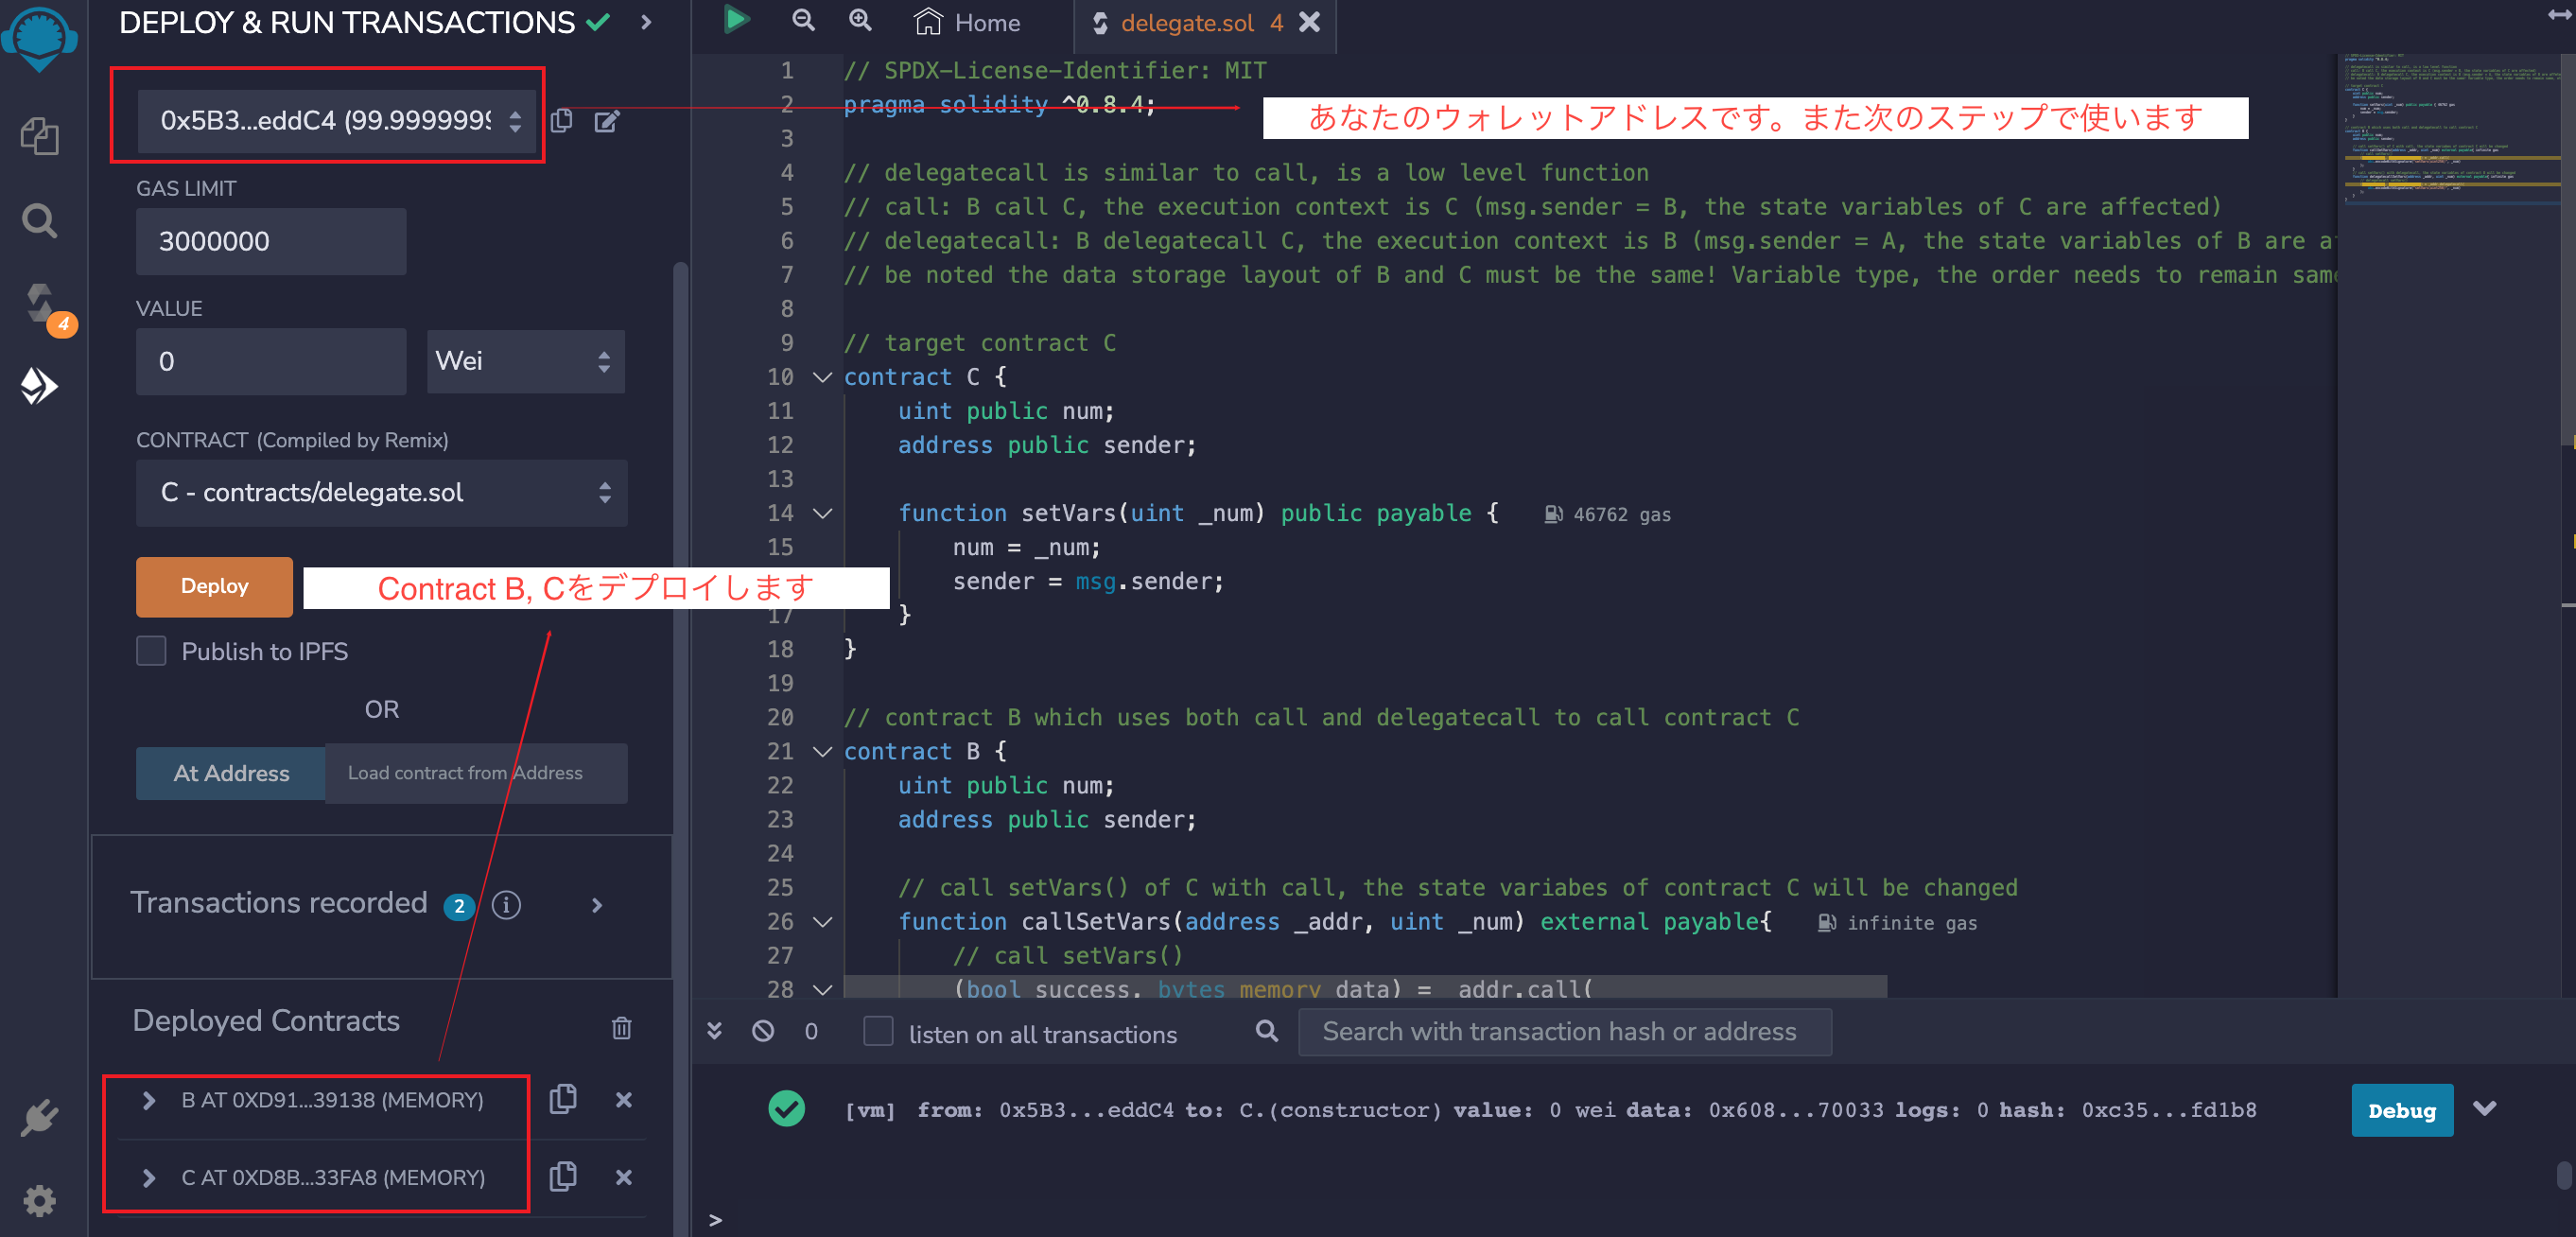 DEPLOY & RUN TRANSACTIONS
0x5B3...eddC4 (99.9999999
GAS LIMIT
3000000
VALUE
0
Wei
CONTRACT (Compiled by Remix)
C - contracts/delegate.sol
Deploy
Contract B, Cをデプロイします
Publish to IPFS
OR
At Address
Load contract from Address
Transactions recorded 2 i
Deployed Contracts
B AT 0XD91...39138 (MEMORY)
C AT 0XD8B...33FA8 (MEMORY)
4
Home
delegate.sol 4
あなたのウォレットアドレスです。また次のステップで使います
1 // SPDX-License-Identifier: MIT
2 pragma solidity ^0.8.4;
3
4 // delegatecall is similar to call, is a low level function
5 // call: B call C, the execution context is C (msg.sender = B, the state variables of C are affected)
6 // delegatecall: B delegatecall C, the execution context is B (msg.sender = A, the state variables of B are a
7 // be noted the data storage layout of B and C must be the same! Variable type, the order needs to remain sam
8
9 // target contract C
10 contract C {
11 uint public num;
12 address public sender;
13
14 function setVars(uint _num) public payable { 46762 gas
15 num = _num;
sender = msg.sender;
17 }
18 }
19
20 // contract B which uses both call and delegatecall to call contract C
21 contract B {
22 uint public num;
23 address public sender;
24
25 // call setVars() of C with call, the state variabes of contract C will be changed
26 function callSetVars(address _addr, uint _num) external payable{ infinite gas
27 // call setVars()
28 (bool success, bytes memory data) = _addr.call(
0
listen on all transactions
Search with transaction hash or address
[vm] from: 0x5B3...eddC4 to: C.(constructor) value: 0 wei data: 0x608...70033 logs: 0 hash: 0xc35...fd1b8
Debug
>